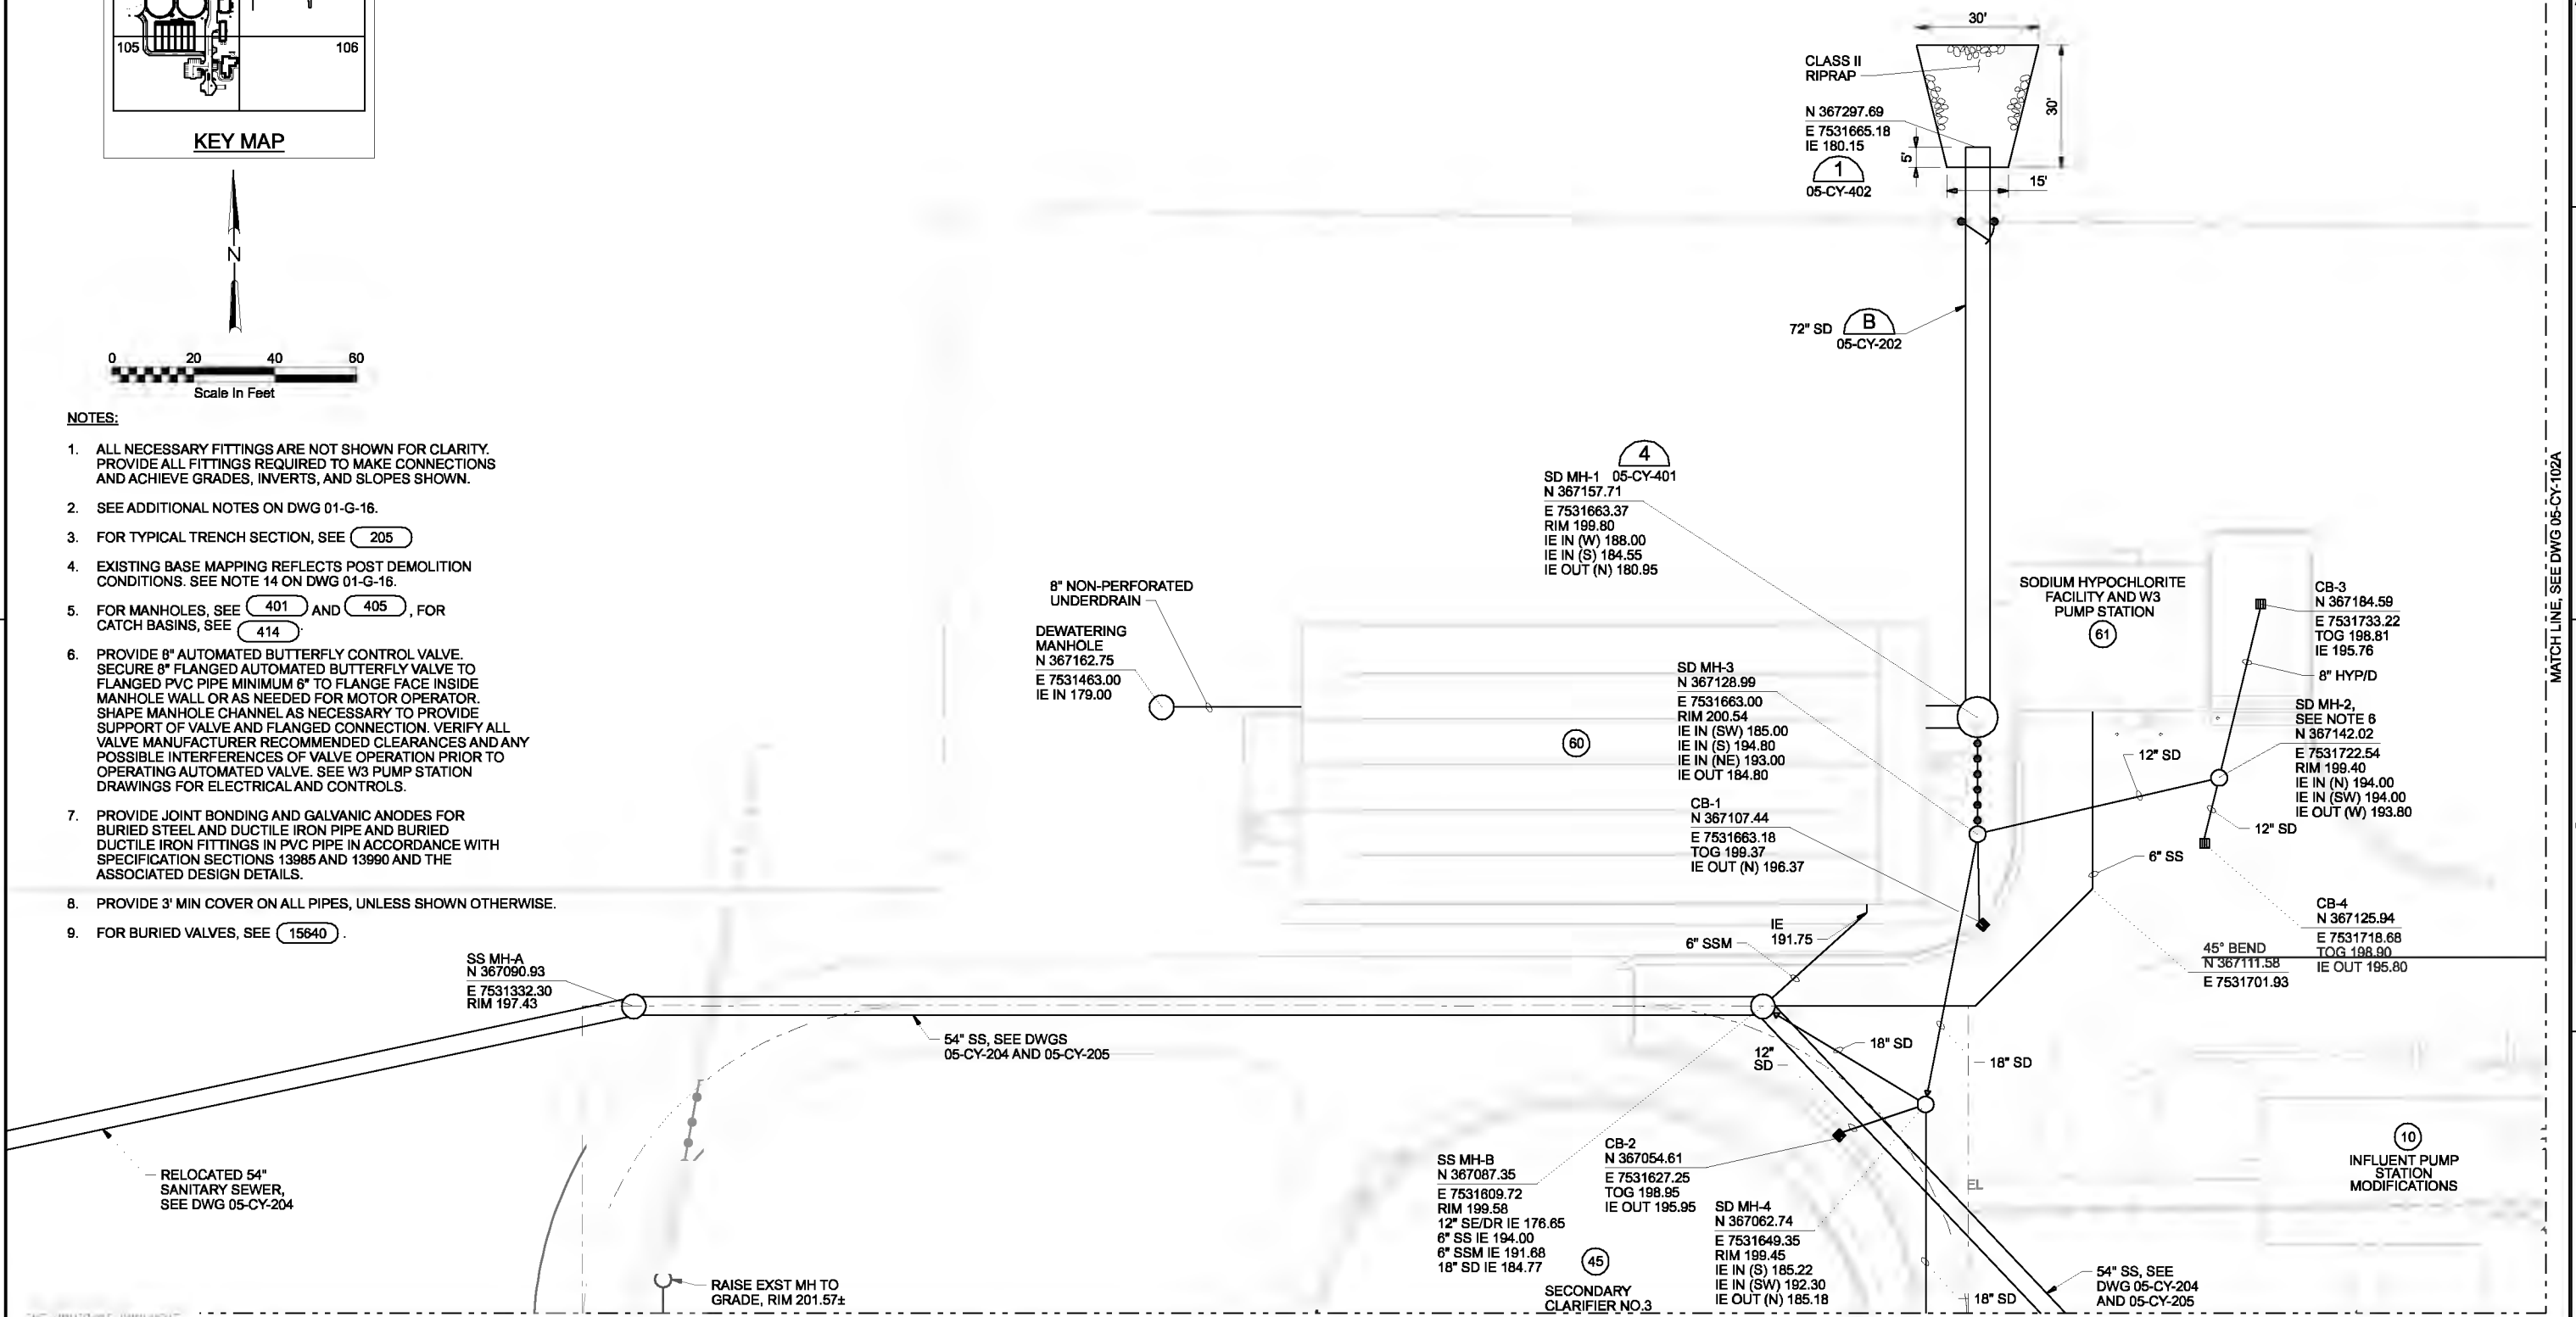 105
106
KEY MAP
N
0 20 40 60
Scale In Feet
NOTES:
1. ALL NECESSARY FITTINGS ARE NOT SHOWN FOR CLARITY.
PROVIDE ALL FITTINGS REQUIRED TO MAKE CONNECTIONS
AND ACHIEVE GRADES, INVERTS, AND SLOPES SHOWN.
2. SEE ADDITIONAL NOTES ON DWG 01-G-16.
3. FOR TYPICAL TRENCH SECTION, SEE 205
4. EXISTING BASE MAPPING REFLECTS POST DEMOLITION
CONDITIONS. SEE NOTE 14 ON DWG 01-G-16.
5. FOR MANHOLES, SEE 401 AND 405 , FOR
CATCH BASINS, SEE 414 .
6. PROVIDE 8" AUTOMATED BUTTERFLY CONTROL VALVE.
SECURE 8" FLANGED AUTOMATED BUTTERFLY VALVE TO
FLANGED PVC PIPE MINIMUM 6" TO FLANGE FACE INSIDE
MANHOLE WALL OR AS NEEDED FOR MOTOR OPERATOR.
SHAPE MANHOLE CHANNEL AS NECESSARY TO PROVIDE
SUPPORT OF VALVE AND FLANGED CONNECTION. VERIFY ALL
VALVE MANUFACTURER RECOMMENDED CLEARANCES AND ANY
POSSIBLE INTERFERENCES OF VALVE OPERATION PRIOR TO
OPERATING AUTOMATED VALVE. SEE W3 PUMP STATION
DRAWINGS FOR ELECTRICAL AND CONTROLS.
7. PROVIDE JOINT BONDING AND GALVANIC ANODES FOR
BURIED STEEL AND DUCTILE IRON PIPE AND BURIED
DUCTILE IRON FITTINGS IN PVC PIPE IN ACCORDANCE WITH
SPECIFICATION SECTIONS 13985 AND 13990 AND THE
ASSOCIATED DESIGN DETAILS.
8. PROVIDE 3' MIN COVER ON ALL PIPES, UNLESS SHOWN OTHERWISE.
9. FOR BURIED VALVES, SEE 15640 .
30'
CLASS II
RIPRAP
30'
N 367297.69
E 7531665.18
IE 180.15
5'
1
05-CY-402
15'
72" SD
B
05-CY-202
4
05-CY-401
SD MH-1
N 367157.71
E 7531663.37
RIM 199.80
IE IN (W) 188.00
IE IN (S) 184.55
IE OUT (N) 180.95
8" NON-PERFORATED
UNDERDRAIN
DEWATERING
MANHOLE
N 367162.75
E 7531463.00
IE IN 179.00
SODIUM HYPOCHLORITE
FACILITY AND W3
PUMP STATION
61
CB-3
N 367184.59
E 7531733.22
TOG 198.81
IE 195.76
8" HYP/D
SD MH-3
N 367128.99
E 7531663.00
RIM 200.54
IE IN (SW) 185.00
IE IN (S) 194.80
IE IN (NE) 193.00
IE OUT 184.80
60
SD MH-2,
SEE NOTE 6
N 367142.02
E 7531722.54
RIM 199.40
IE IN (N) 194.00
IE IN (SW) 194.00
IE OUT (W) 193.80
12" SD
12" SD
6" SS
CB-1
N 367107.44
E 7531663.18
TOG 199.37
IE OUT (N) 196.37
CB-4
N 367125.94
E 7531718.68
TOG 198.90
IE OUT 195.80
45° BEND
N 367111.58
E 7531701.93
IE
191.75
6" SSM
SS MH-A
N 367090.93
E 7531332.30
RIM 197.43
54" SS, SEE DWGS
05-CY-204 AND 05-CY-205
12"
SD
18" SD
18" SD
RELOCATED 54"
SANITARY SEWER,
SEE DWG 05-CY-204
RAISE EXST MH TO
GRADE, RIM 201.57±
SS MH-B
N 367087.35
E 7531609.72
RIM 199.58
12" SE/DR IE 176.65
6" SS IE 194.00
6" SSM IE 191.68
18" SD IE 184.77
CB-2
N 367054.61
E 7531627.25
TOG 198.95
IE OUT 195.95
SD MH-4
N 367062.74
E 7531649.35
RIM 199.45
IE IN (S) 185.22
IE IN (SW) 192.30
IE OUT (N) 185.18
45
SECONDARY
CLARIFIER NO.3
EL
18" SD
10
INFLUENT PUMP
STATION
MODIFICATIONS
54" SS, SEE
DWG 05-CY-204
AND 05-CY-205
MATCH LINE, SEE DWG 05-CY-102A